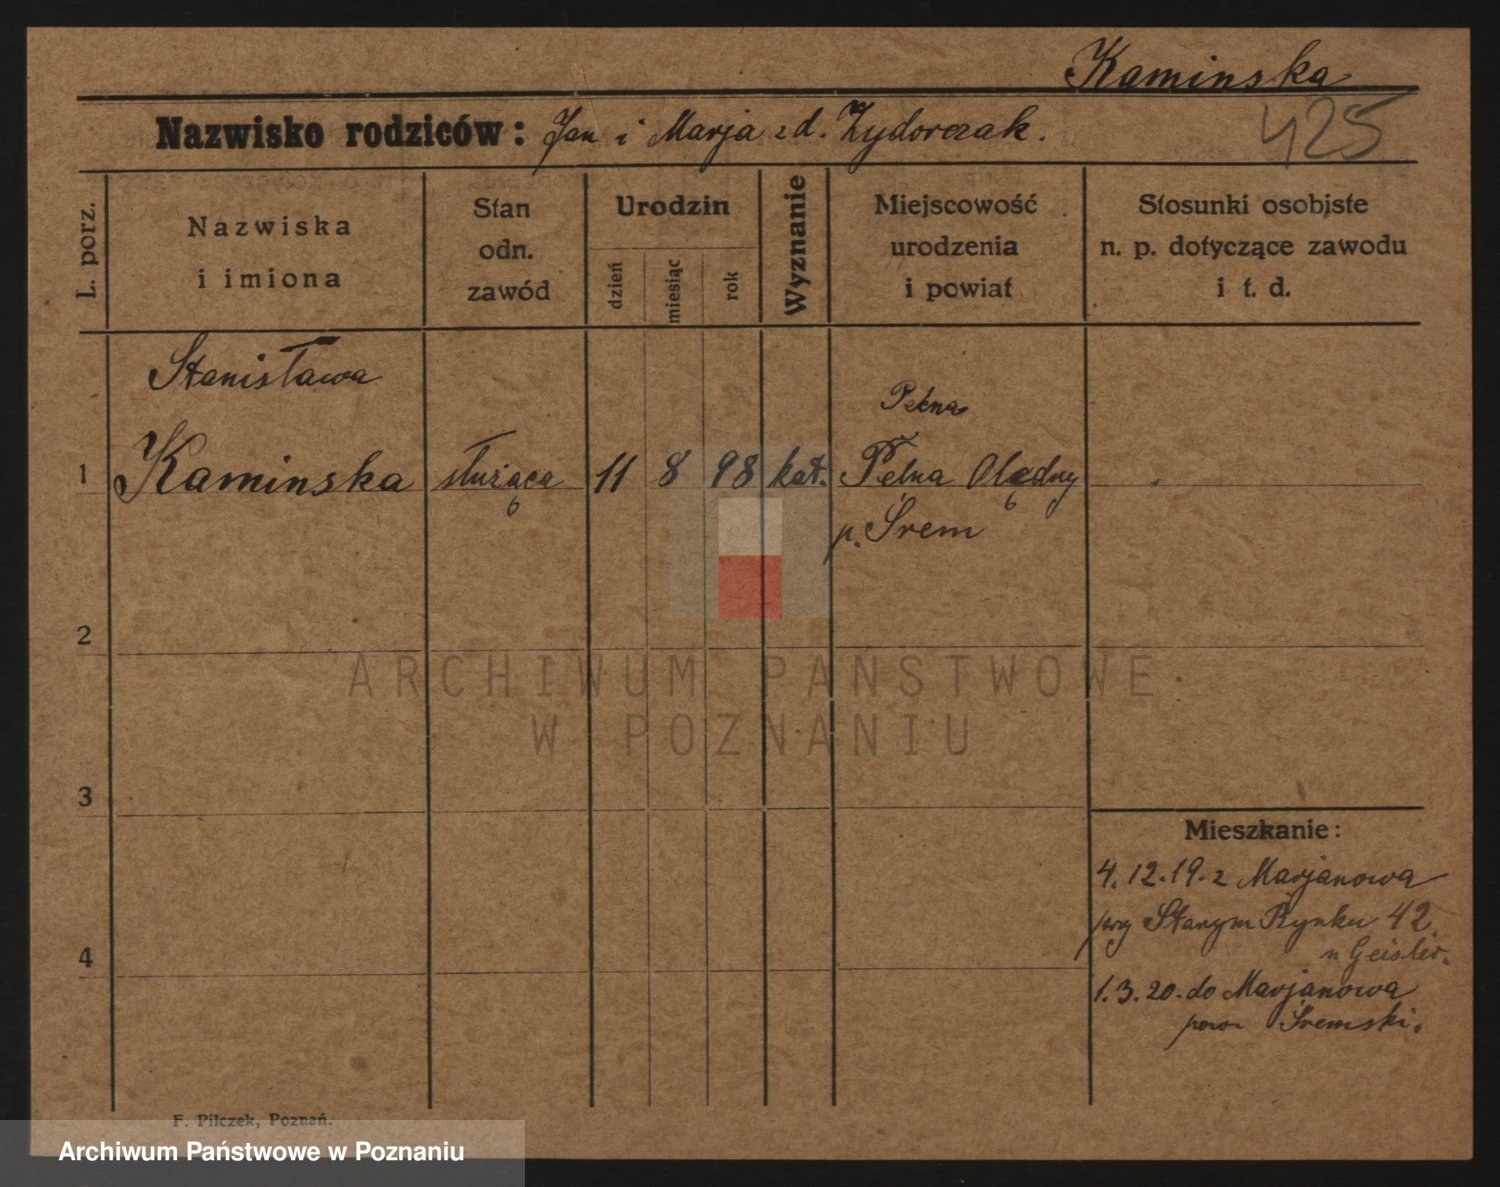 Kaminska
425
Nazwisko rodziców: Jan i Marja z d. Zydorczak.
L. porz.
Nazwiska
i imiona
Stan
odn.
zawód
Urodzin
dzień
miesiąc
rok
Wyznanie
Miejscowość
urodzenia
i powiat
Stosunki osobiste
n. p. dotyczące zawodu
i t. d.
Stanisława
Pełna
1 Kaminska służąca 11 8 98 kat. Pełna Olędny
p. Śrem
2
ARCHIWUM PAŃSTWOWE
W POZNANIU
3
Mieszkanie:
4. 12. 19. z Marjanowa
przy Starym Rynku 42
u Geisler.
4
1. 3. 20. do Marjanowa
pow Śremski.
F. Pilczek, Poznań.
Archiwum Państwowe w Poznaniu